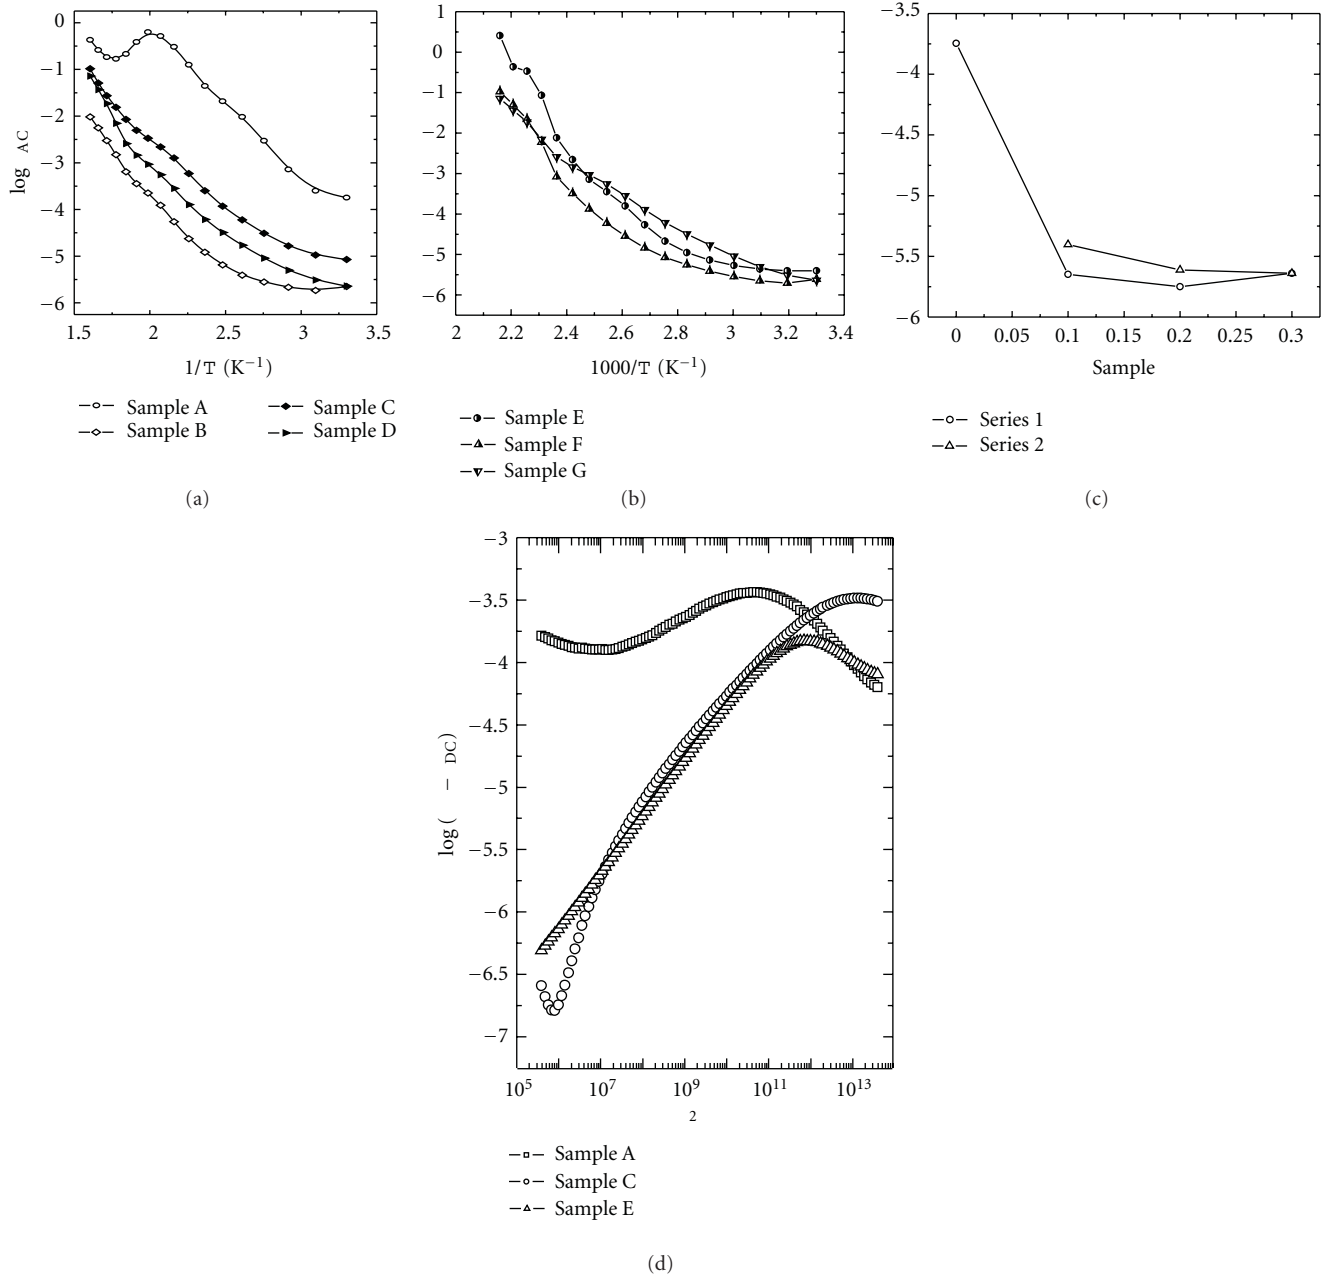 0
−1
−2
−3
−4
−5
−6
log AC
1.5 2 2.5 3 3.5
1/T (K−1)
Sample A
Sample B
Sample C
Sample D
(a)
1
0
−1
−2
−3
−4
−5
−6
2 2.2 2.4 2.6 2.8 3 3.2 3.4
1000/T (K−1)
Sample E
Sample F
Sample G
(b)
−3.5
−4
−4.5
−5
−5.5
−6
0 0.05 0.1 0.15 0.2 0.25 0.3
Sample
Series 1
Series 2
(c)
−3
−3.5
−4
−4.5
−5
−5.5
−6
−6.5
−7
log ( − DC)
10⁵ 10⁷ 10⁹ 10¹¹ 10¹³
2
Sample A
Sample C
Sample E
(d)